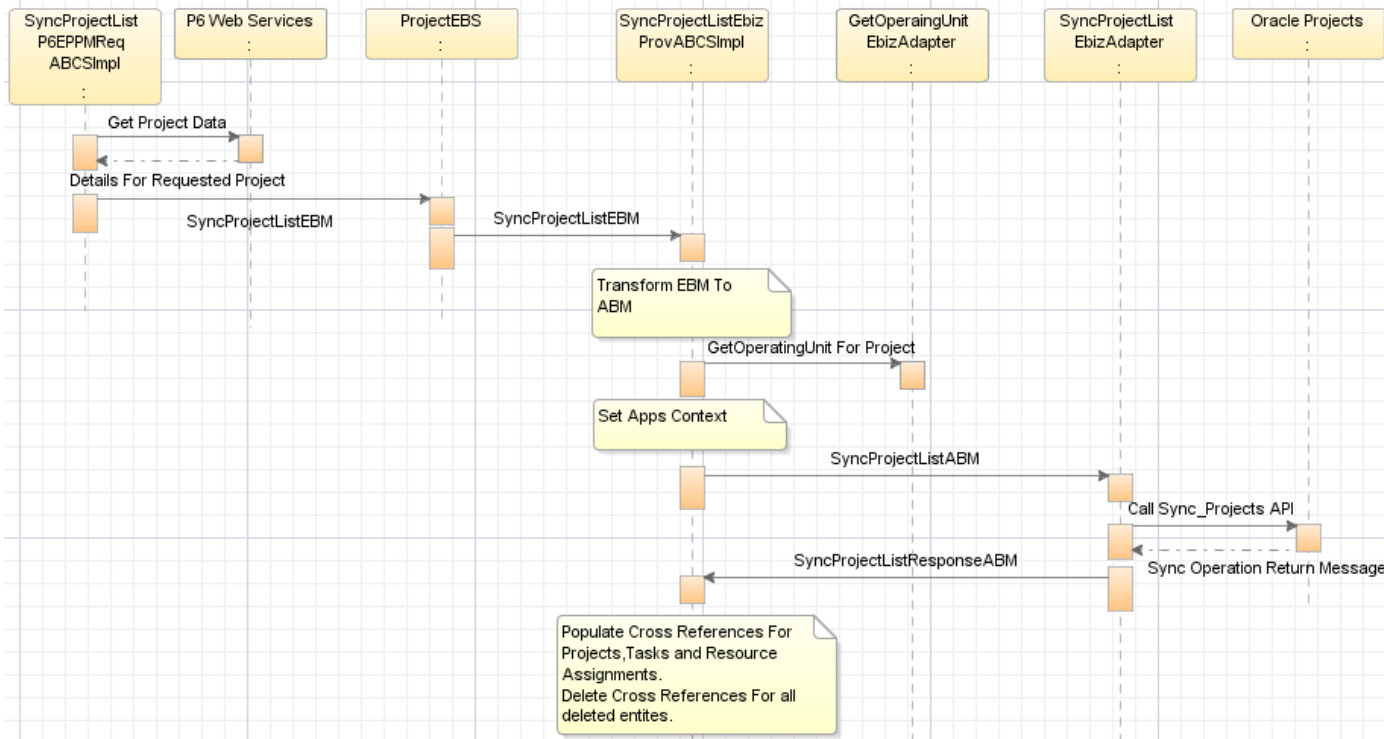 SyncProjectList
P6EPPMReq
ABCSImpl
:
P6 Web Services
:
ProjectEBS
:
SyncProjectListEbiz
ProvABCSImpl
:
GetOperaingUnit
EbizAdapter
:
SyncProjectList
EbizAdapter
:
Oracle Projects
:
Get Project Data
Details For Requested Project
SyncProjectListEBM
SyncProjectListEBM
Transform EBM To
ABM
GetOperatingUnit For Project
Set Apps Context
SyncProjectListABM
Call Sync_Projects API
Sync Operation Return Message
SyncProjectListResponseABM
Populate Cross References For
Projects,Tasks and Resource
Assignments.
Delete Cross References For all
deleted entites.